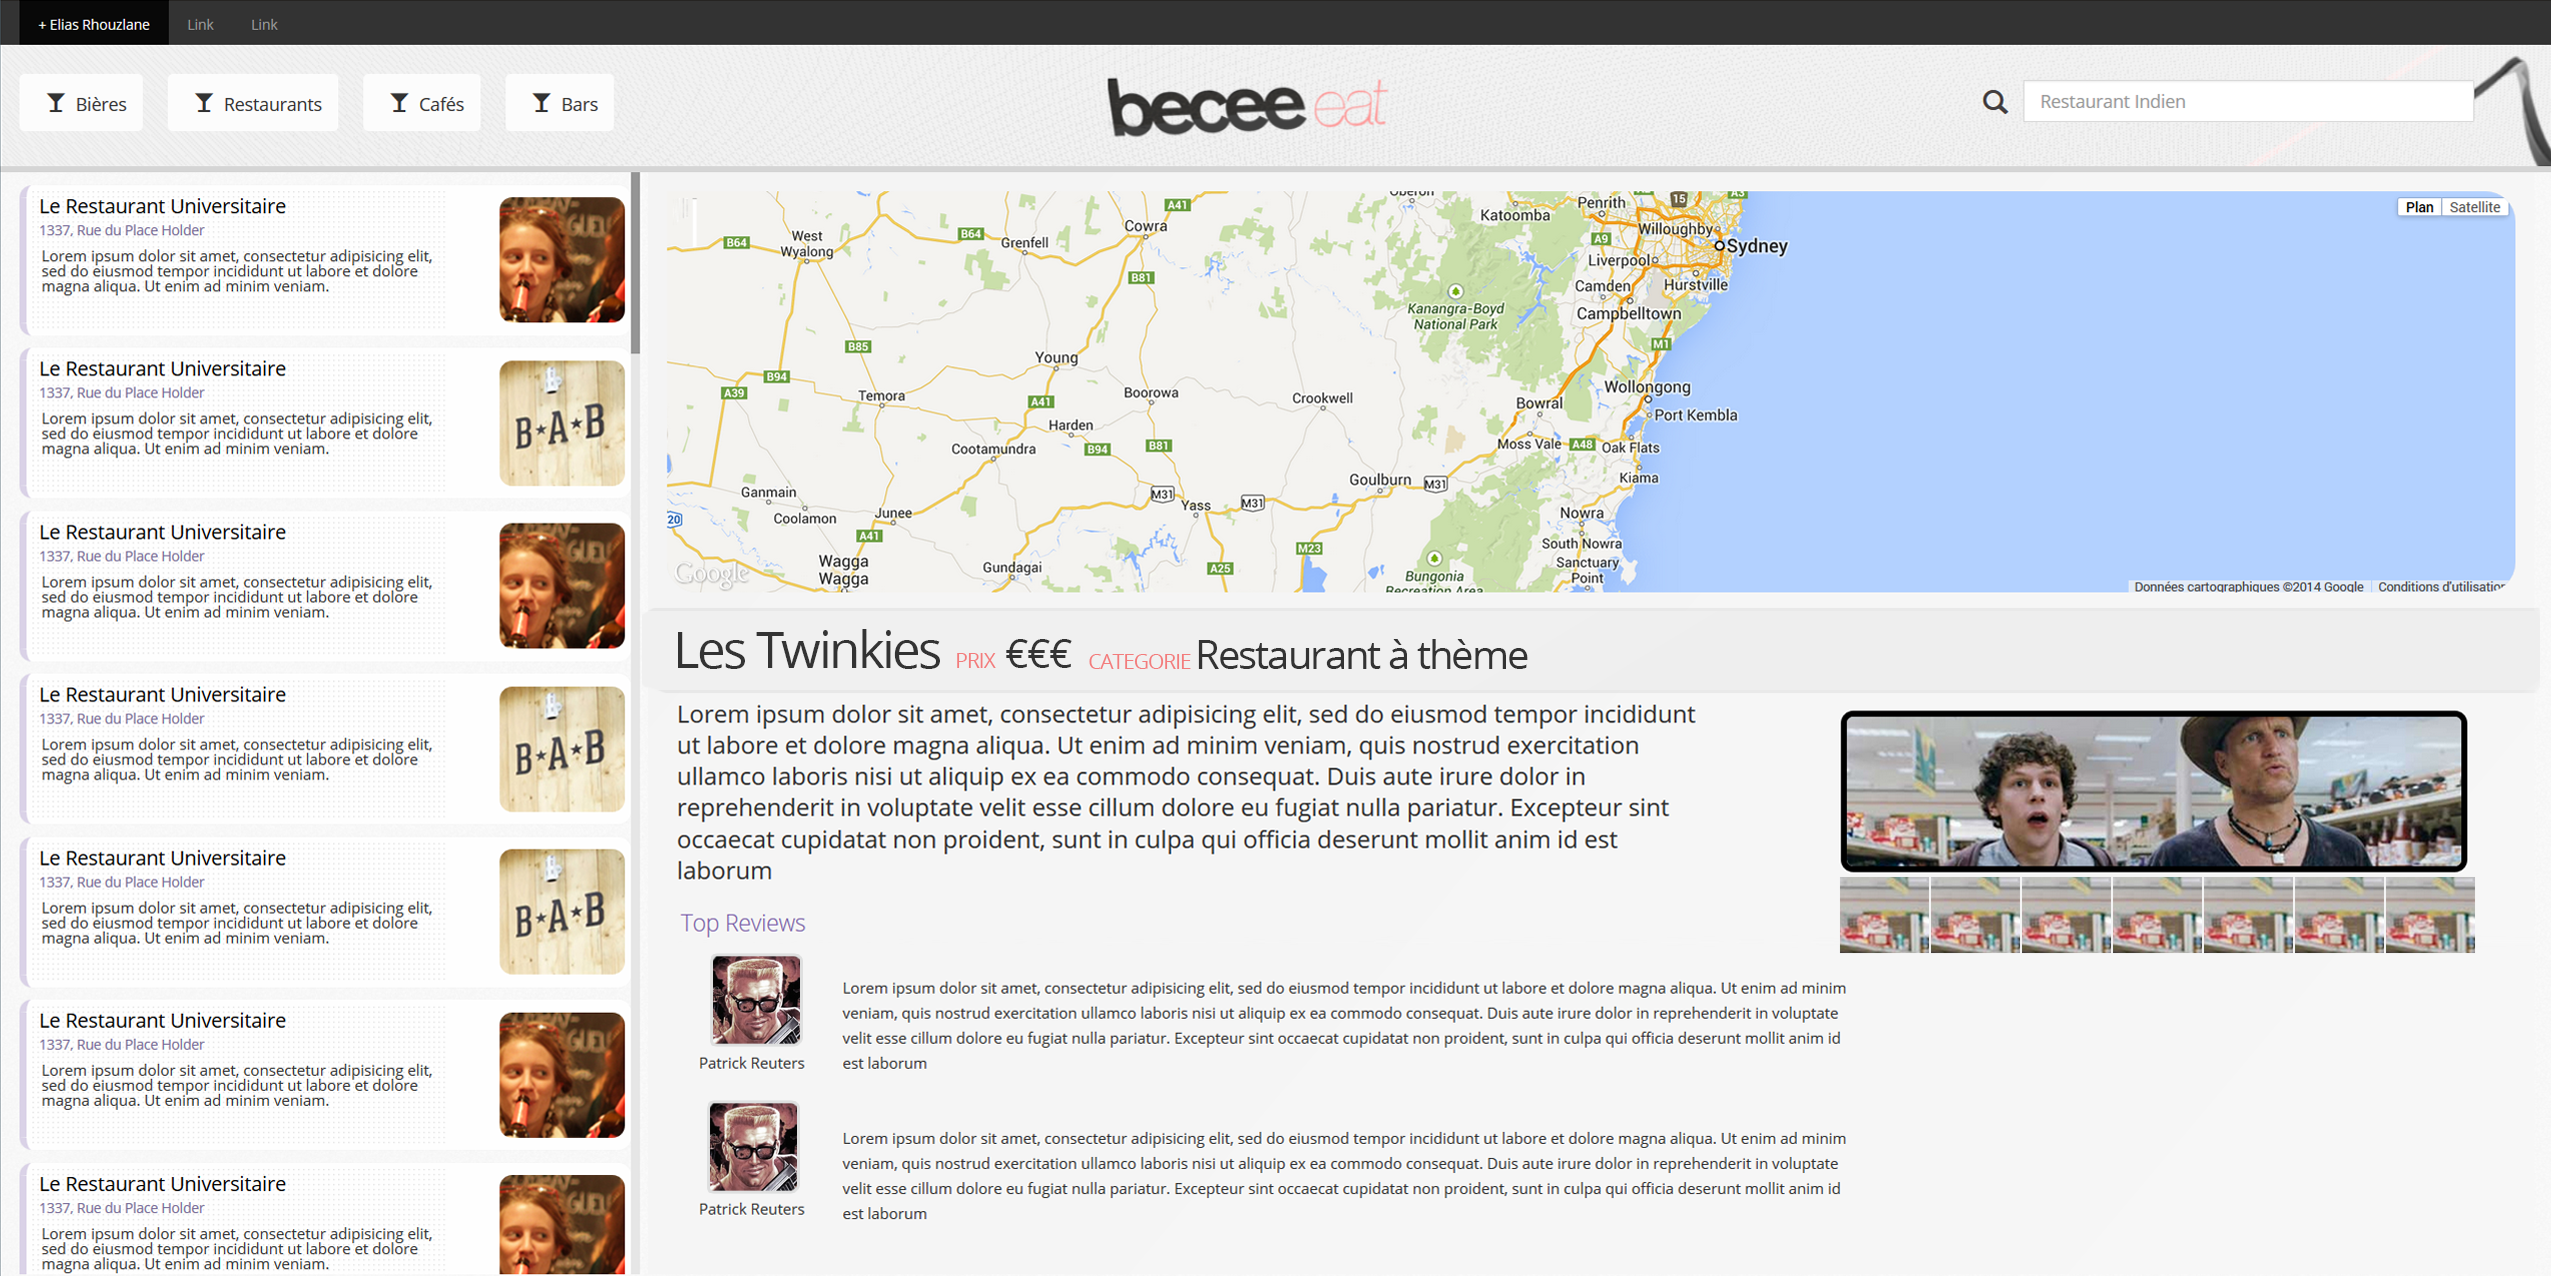 + Elias Rhouzlane Link Link
Bières Restaurants Cafés Bars
becee eat
Restaurant Indien
Le Restaurant Universitaire
1337, Rue du Place Holder
Lorem ipsum dolor sit amet, consectetur adipisicing elit,
sed do eiusmod tempor incididunt ut labore et dolore
magna aliqua. Ut enim ad minim veniam.
Le Restaurant Universitaire
1337, Rue du Place Holder
Lorem ipsum dolor sit amet, consectetur adipisicing elit,
sed do eiusmod tempor incididunt ut labore et dolore
magna aliqua. Ut enim ad minim veniam.
B★A★B
Le Restaurant Universitaire
1337, Rue du Place Holder
Lorem ipsum dolor sit amet, consectetur adipisicing elit,
sed do eiusmod tempor incididunt ut labore et dolore
magna aliqua. Ut enim ad minim veniam.
Le Restaurant Universitaire
1337, Rue du Place Holder
Lorem ipsum dolor sit amet, consectetur adipisicing elit,
sed do eiusmod tempor incididunt ut labore et dolore
magna aliqua. Ut enim ad minim veniam.
B★A★B
Le Restaurant Universitaire
1337, Rue du Place Holder
Lorem ipsum dolor sit amet, consectetur adipisicing elit,
sed do eiusmod tempor incididunt ut labore et dolore
magna aliqua. Ut enim ad minim veniam.
B★A★B
Le Restaurant Universitaire
1337, Rue du Place Holder
Lorem ipsum dolor sit amet, consectetur adipisicing elit,
sed do eiusmod tempor incididunt ut labore et dolore
magna aliqua. Ut enim ad minim veniam.
Le Restaurant Universitaire
1337, Rue du Place Holder
Lorem ipsum dolor sit amet, consectetur adipisicing elit,
sed do eiusmod tempor incididunt ut labore et dolore
magna aliqua. Ut enim ad minim veniam.
Plan Satellite
Oberon
15
A3
Penrith
A41
Katoomba
Cowra
Willoughby
West
Wyalong
B64
B64
Grenfell
A9
Sydney
Liverpool
B81
Camden
Hurstville
Kanangra-Boyd
National Park
Campbelltown
B85
M1
Young
B94
Wollongong
A39
Temora
A41
Boorowa
Crookwell
Bowral
Port Kembla
Harden
Cootamundra
B94
B81
Moss Vale
A48
Oak Flats
Goulburn
M31
Kiama
Ganmain
M31
Yass
M31
20
Coolamon
Junee
Nowra
A41
M23
South Nowra
Wagga
Wagga
Gundagai
A25
Sanctuary
Point
Bungonia
Recreation Area
Google
Données cartographiques ©2014 Google
Conditions d'utilisation
Les Twinkies PRIX €€€ CATEGORIE Restaurant à thème
Lorem ipsum dolor sit amet, consectetur adipisicing elit, sed do eiusmod tempor incididunt
ut labore et dolore magna aliqua. Ut enim ad minim veniam, quis nostrud exercitation
ullamco laboris nisi ut aliquip ex ea commodo consequat. Duis aute irure dolor in
reprehenderit in voluptate velit esse cillum dolore eu fugiat nulla pariatur. Excepteur sint
occaecat cupidatat non proident, sunt in culpa qui officia deserunt mollit anim id est
laborum
Top Reviews
Patrick Reuters
Lorem ipsum dolor sit amet, consectetur adipisicing elit, sed do eiusmod tempor incididunt ut labore et dolore magna aliqua. Ut enim ad minim
veniam, quis nostrud exercitation ullamco laboris nisi ut aliquip ex ea commodo consequat. Duis aute irure dolor in reprehenderit in voluptate
velit esse cillum dolore eu fugiat nulla pariatur. Excepteur sint occaecat cupidatat non proident, sunt in culpa qui officia deserunt mollit anim id
est laborum
Patrick Reuters
Lorem ipsum dolor sit amet, consectetur adipisicing elit, sed do eiusmod tempor incididunt ut labore et dolore magna aliqua. Ut enim ad minim
veniam, quis nostrud exercitation ullamco laboris nisi ut aliquip ex ea commodo consequat. Duis aute irure dolor in reprehenderit in voluptate
velit esse cillum dolore eu fugiat nulla pariatur. Excepteur sint occaecat cupidatat non proident, sunt in culpa qui officia deserunt mollit anim id
est laborum